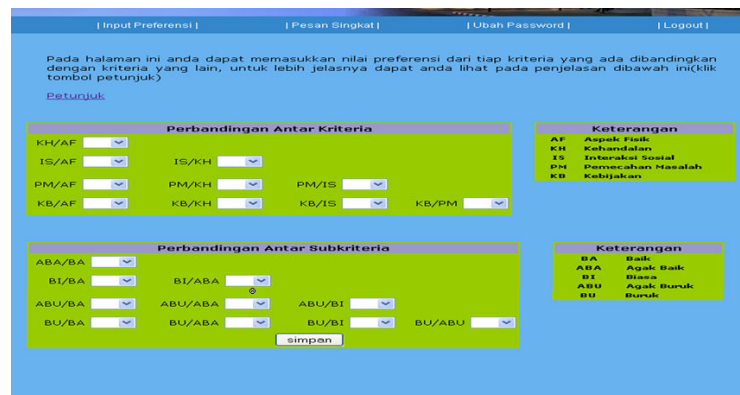 | Input Preferensi | | Pesan Singkat | | Ubah Password | | Logout |
Pada halaman ini anda dapat memasukkan nilai preferensi dari tiap kriteria yang ada dibandingkan
dengan kriteria yang lain, untuk lebih jelasnya dapat anda lihat pada penjelasan dibawah ini(klik
tombol petunjuk)
Petunjuk
Perbandingan Antar Kriteria
KH/AF
IS/AF IS/KH
PM/AF PM/KH PM/IS
KB/AF KB/KH KB/IS KB/PM
Keterangan
AF Aspek Fisik
KH Kehandalan
IS Interaksi Sosial
PM Pemecahan Masalah
KB Kebijakan
Perbandingan Antar Subkriteria
ABA/BA
BI/BA BI/ABA
ABU/BA ABU/ABA ABU/BI
BU/BA BU/ABA BU/BI BU/ABU
simpan
Keterangan
BA Baik
ABA Agak Baik
BI Biasa
ABU Agak Buruk
BU Buruk